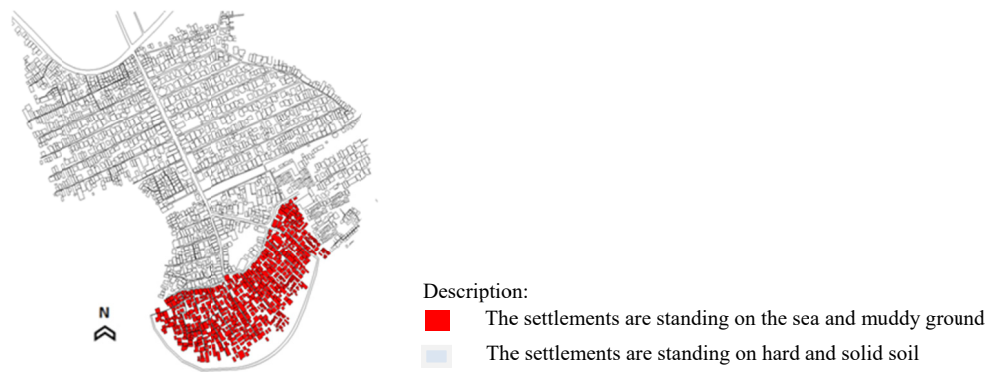 N
Description:
The settlements are standing on the sea and muddy ground
The settlements are standing on hard and solid soil